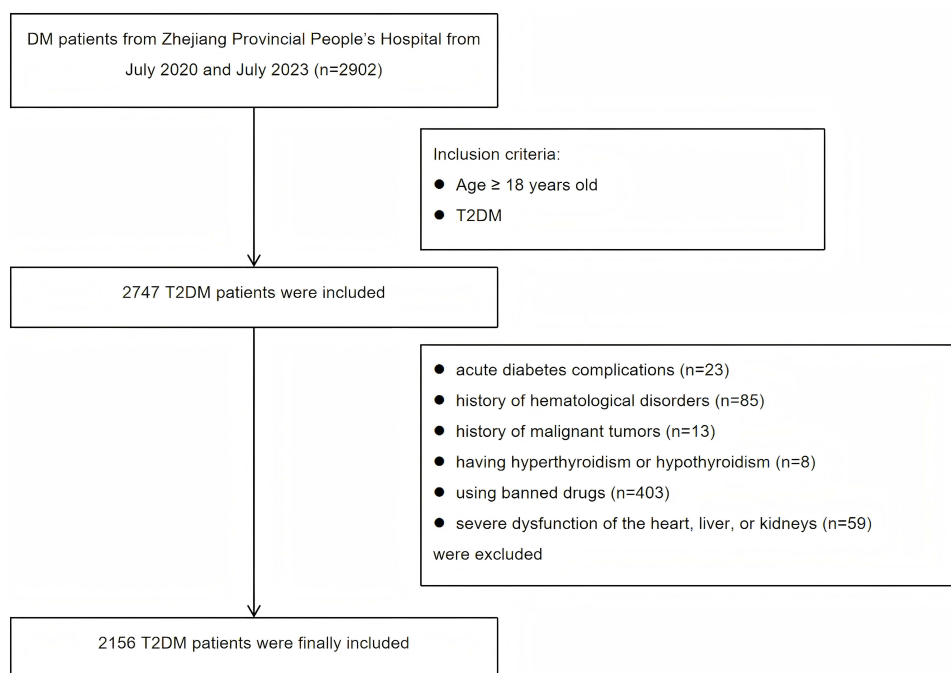 DM patients from Zhejiang Provincial People's Hospital from
July 2020 and July 2023 (n=2902)
Inclusion criteria:
● Age ≥ 18 years old
● T2DM
2747 T2DM patients were included
● acute diabetes complications (n=23)
● history of hematological disorders (n=85)
● history of malignant tumors (n=13)
● having hyperthyroidism or hypothyroidism (n=8)
● using banned drugs (n=403)
● severe dysfunction of the heart, liver, or kidneys (n=59)
were excluded
2156 T2DM patients were finally included